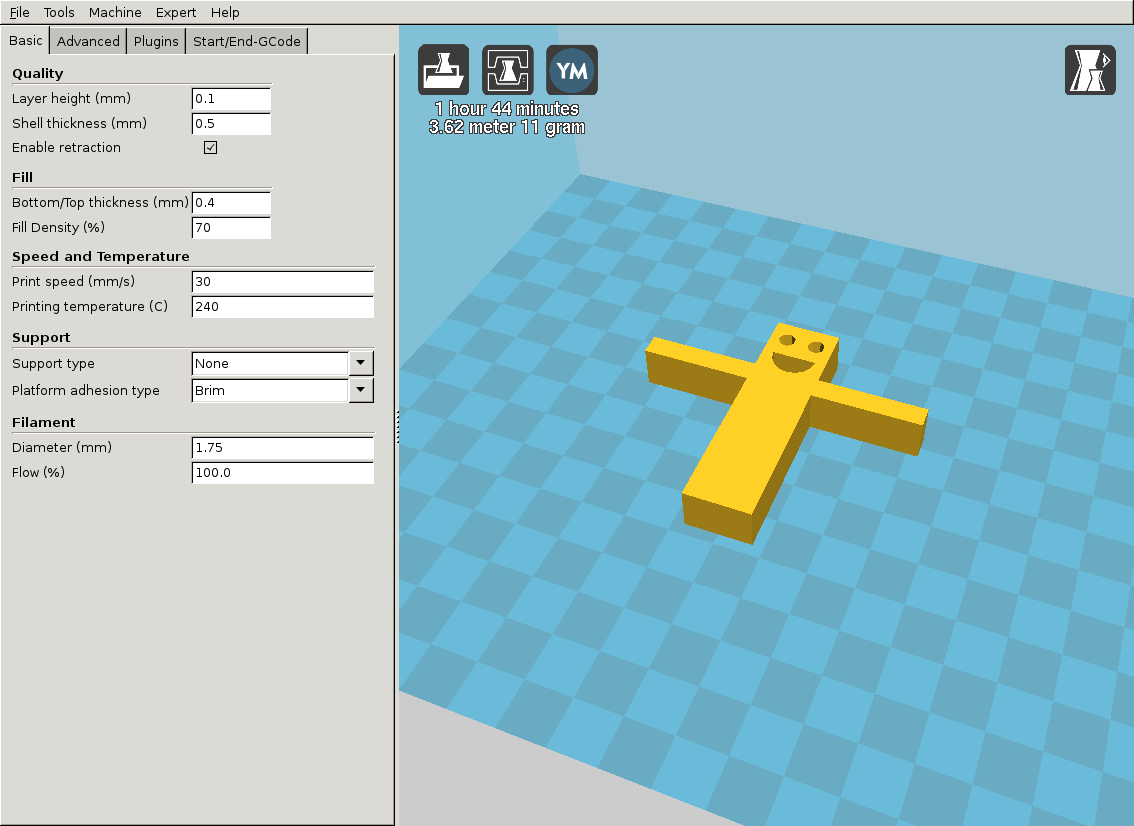 File Tools Machine Expert Help
Basic Advanced Plugins Start/End-GCode
Quality
Layer height (mm) 0.1
Shell thickness (mm) 0.5
Enable retraction
Fill
Bottom/Top thickness (mm) 0.4
Fill Density (%) 70
Speed and Temperature
Print speed (mm/s) 30
Printing temperature (C) 240
Support
Support type None
Platform adhesion type Brim
Filament
Diameter (mm) 1.75
Flow (%) 100.0
YM
1 hour 44 minutes
3.62 meter 11 gram